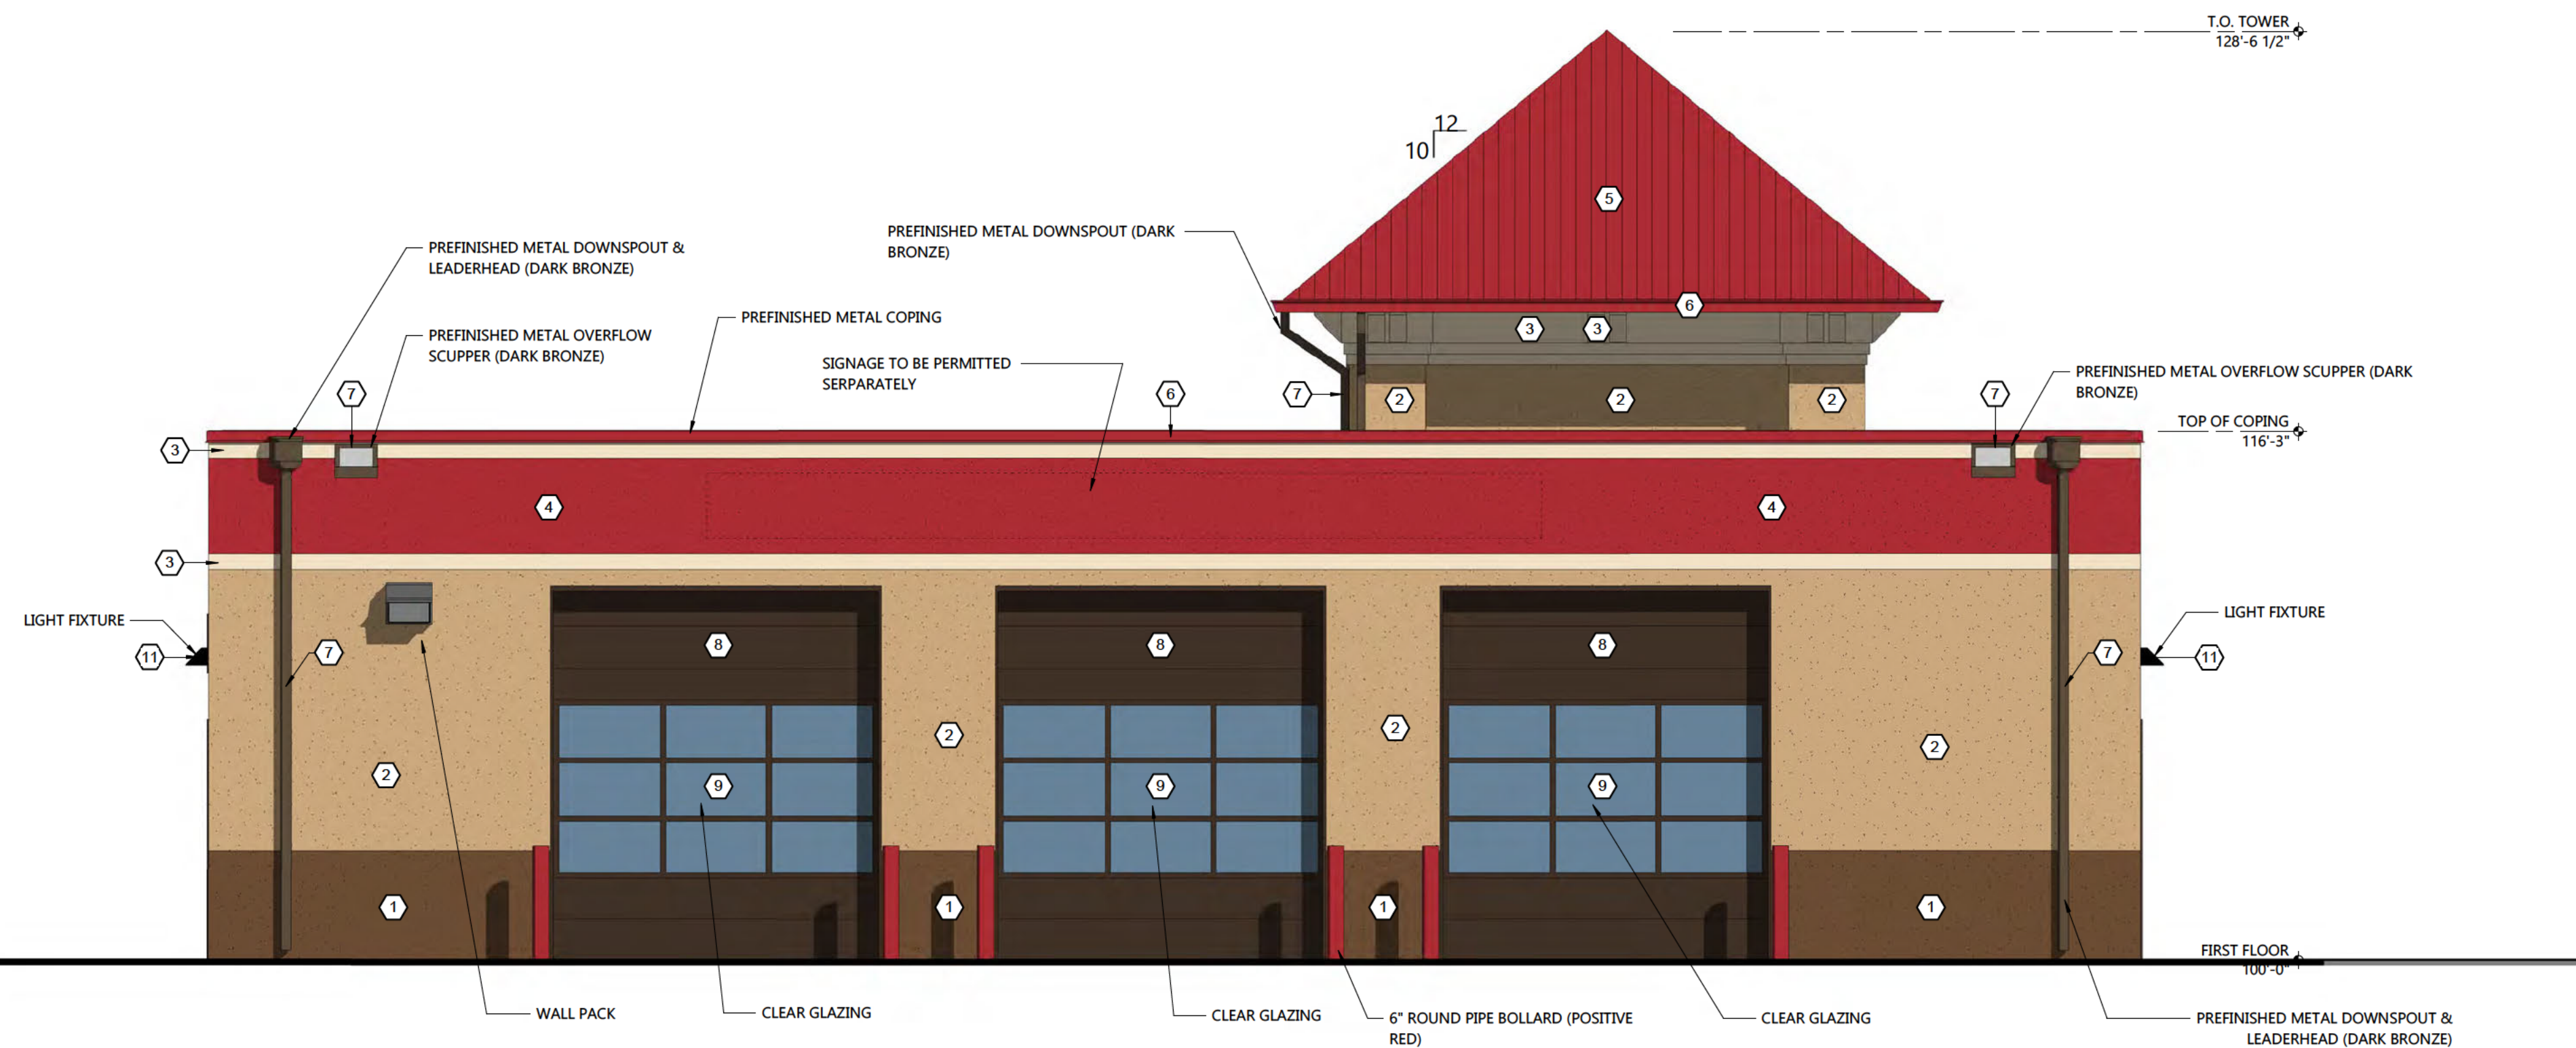 T.O. TOWER
128'-6 1/2"
12
10
5
PREFINISHED METAL DOWNSPOUT (DARK
BRONZE)
PREFINISHED METAL DOWNSPOUT &
LEADERHEAD (DARK BRONZE)
6
PREFINISHED METAL COPING
3
3
PREFINISHED METAL OVERFLOW
SCUPPER (DARK BRONZE)
SIGNAGE TO BE PERMITTED
SERPARATELY
PREFINISHED METAL OVERFLOW SCUPPER (DARK
BRONZE)
7
6
7
2
2
2
7
TOP OF COPING
116'-3"
3
4
4
3
LIGHT FIXTURE
LIGHT FIXTURE
11
7
8
8
8
7
11
2
2
2
2
9
9
9
1
1
1
1
FIRST FLOOR
100'-0"
WALL PACK
CLEAR GLAZING
CLEAR GLAZING
6" ROUND PIPE BOLLARD (POSITIVE
RED)
CLEAR GLAZING
PREFINISHED METAL DOWNSPOUT &
LEADERHEAD (DARK BRONZE)